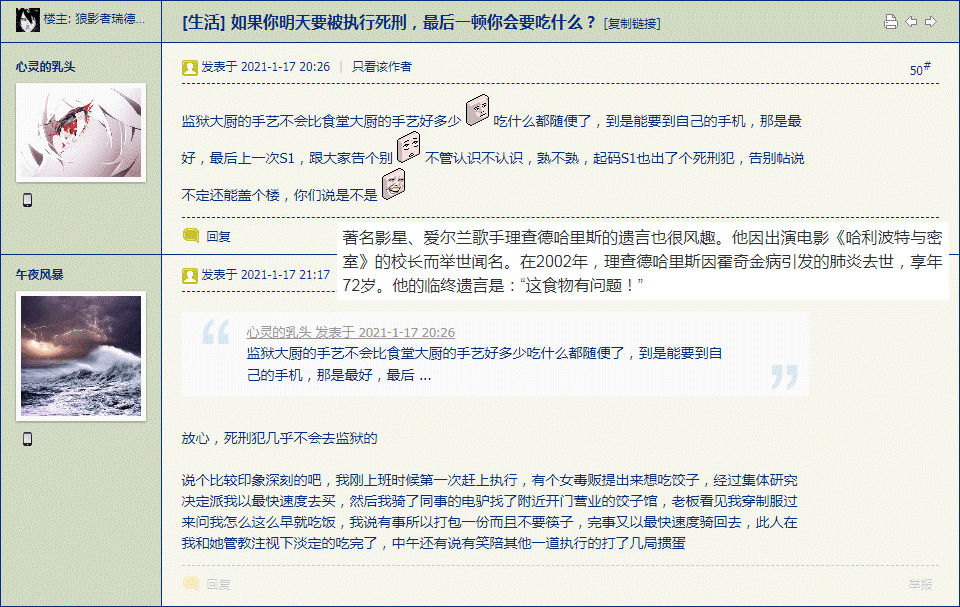 楼主: 狼影者瑞德...
[生活] 如果你明天要被执行死刑，最后一顿你会要吃什么？ [复制链接]
心灵的乳头
发表于 2021-1-17 20:26 | 只看该作者
50#
监狱大厨的手艺不会比食堂大厨的手艺好多少 吃什么都随便了，到是能要到自己的手机，那是最
好，最后上一次S1，跟大家告个别 不管认识不认识，熟不熟，起码S1也出了个死刑犯，告别帖说
不定还能盖个楼，你们说是不是
回复
著名影星、爱尔兰歌手理查德哈里斯的遗言也很风趣。他因出演电影《哈利波特与密
室》的校长而举世闻名。在2002年，理查德哈里斯因霍奇金病引发的肺炎去世，享年
72岁。他的临终遗言是：“这食物有问题！”
午夜风暴
发表于 2021-1-17 21:17
心灵的乳头 发表于 2021-1-17 20:26
监狱大厨的手艺不会比食堂大厨的手艺好多少吃什么都随便了，到是能要到自
己的手机，那是最好，最后 ...
放心，死刑犯几乎不会去监狱的
说个比较印象深刻的吧，我刚上班时候第一次赶上执行，有个女毒贩提出来想吃饺子，经过集体研究
决定派我以最快速度去买，然后我骑了同事的电驴找了附近开门营业的饺子馆，老板看见我穿制服过
来问我怎么这么早就吃饭，我说有事所以打包一份而且不要筷子，完事又以最快速度骑回去，此人在
我和她管教注视下淡定的吃完了，中午还有说有笑陪其他一道执行的打了几局掼蛋
回复
举报